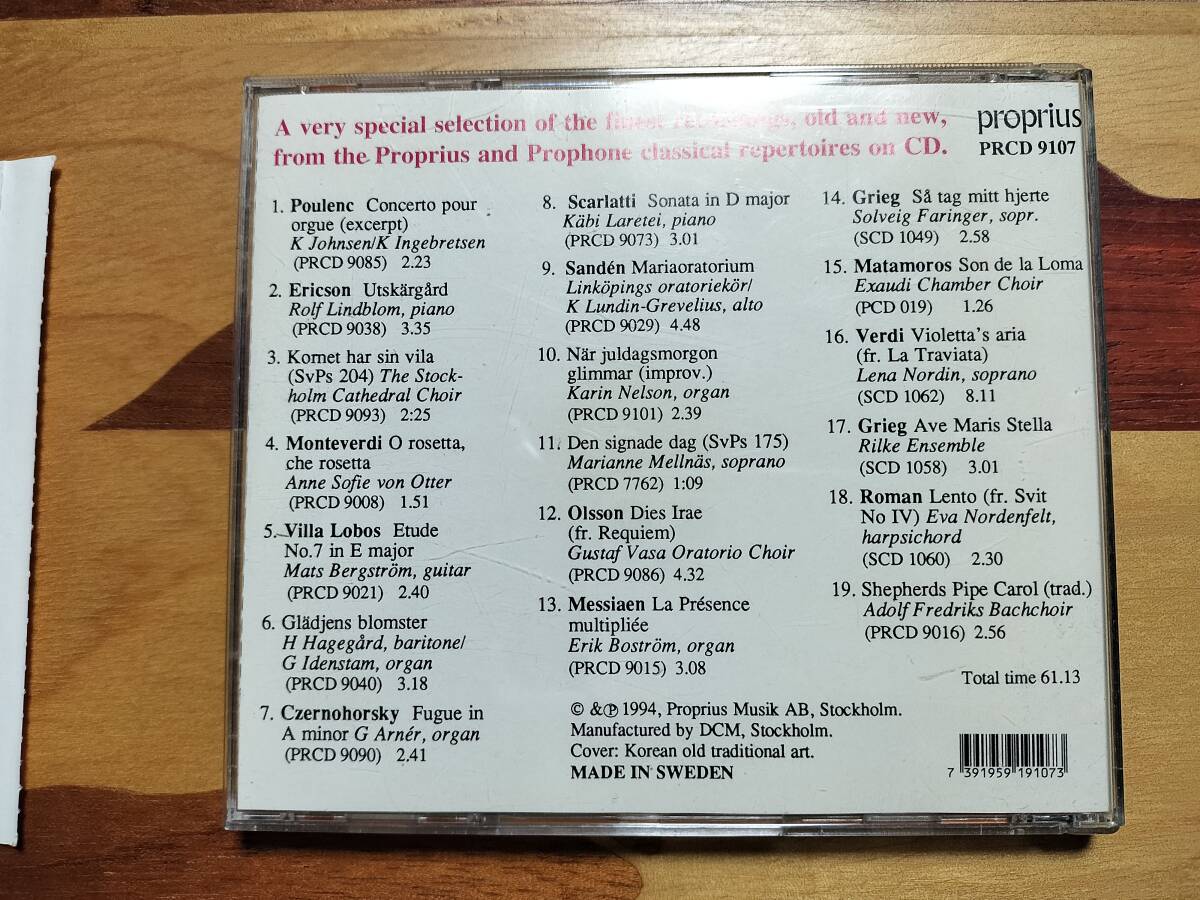 A very special selection of the finest recordings, old and new,
from the Proprius and Prophone classical repertoires on CD.
proprius
PRCD 9107
1. Poulenc Concerto pour
orgue (excerpt)
K Johnsen/K Ingebretsen
(PRCD 9085) 2.23
2. Ericson Utskärgård
Rolf Lindblom, piano
(PRCD 9038) 3.35
3. Komet har sin vila
(SvPs 204) The Stock-
holm Cathedral Choir
(PRCD 9093) 2:25
4. Monteverdi O rosetta,
che rosetta
Anne Sofie von Otter
(PRCD 9008) 1.51
5. Villa Lobos Etude
No.7 in E major
Mats Bergström, guitar
(PRCD 9021) 2.40
6. Glädjens blomster
H Hagegård, baritone/
G Idenstam, organ
(PRCD 9040) 3.18
7. Czernohorsky Fugue in
A minor G Arnér, organ
(PRCD 9090) 2.41
8. Scarlatti Sonata in D major
Käbi Laretei, piano
(PRCD 9073) 3.01
9. Sandén Mariaoratorium
Linköpings oratoriekör/
K Lundin-Grevelius, alto
(PRCD 9029) 4.48
10. När juldagsmorgon
glimmar (improv.)
Karin Nelson, organ
(PRCD 9101) 2.39
11. Den signade dag (SvPs 175)
Marianne Mellnäs, soprano
(PRCD 7762) 1:09
12. Olsson Dies Irae
(fr. Requiem)
Gustaf Vasa Oratorio Choir
(PRCD 9086) 4.32
13. Messiaen La Présence
multipliée
Erik Boström, organ
(PRCD 9015) 3.08
14. Grieg Så tag mitt hjerte
Solveig Faringer, sopr.
(SCD 1049) 2.58
15. Matamoros Son de la Loma
Exaudi Chamber Choir
(PCD 019) 1.26
16. Verdi Violetta's aria
(fr. La Traviata)
Lena Nordin, soprano
(SCD 1062) 8.11
17. Grieg Ave Maris Stella
Rilke Ensemble
(SCD 1058) 3.01
18. Roman Lento (fr. Svit
No IV) Eva Nordenfelt,
harpsichord
(SCD 1060) 2.30
19. Shepherds Pipe Carol (trad.)
Adolf Fredriks Bachchoir
(PRCD 9016) 2.56
Total time 61.13
© &℗ 1994, Proprius Musik AB, Stockholm.
Manufactured by DCM, Stockholm.
Cover: Korean old traditional art.
MADE IN SWEDEN
7 391959 191073